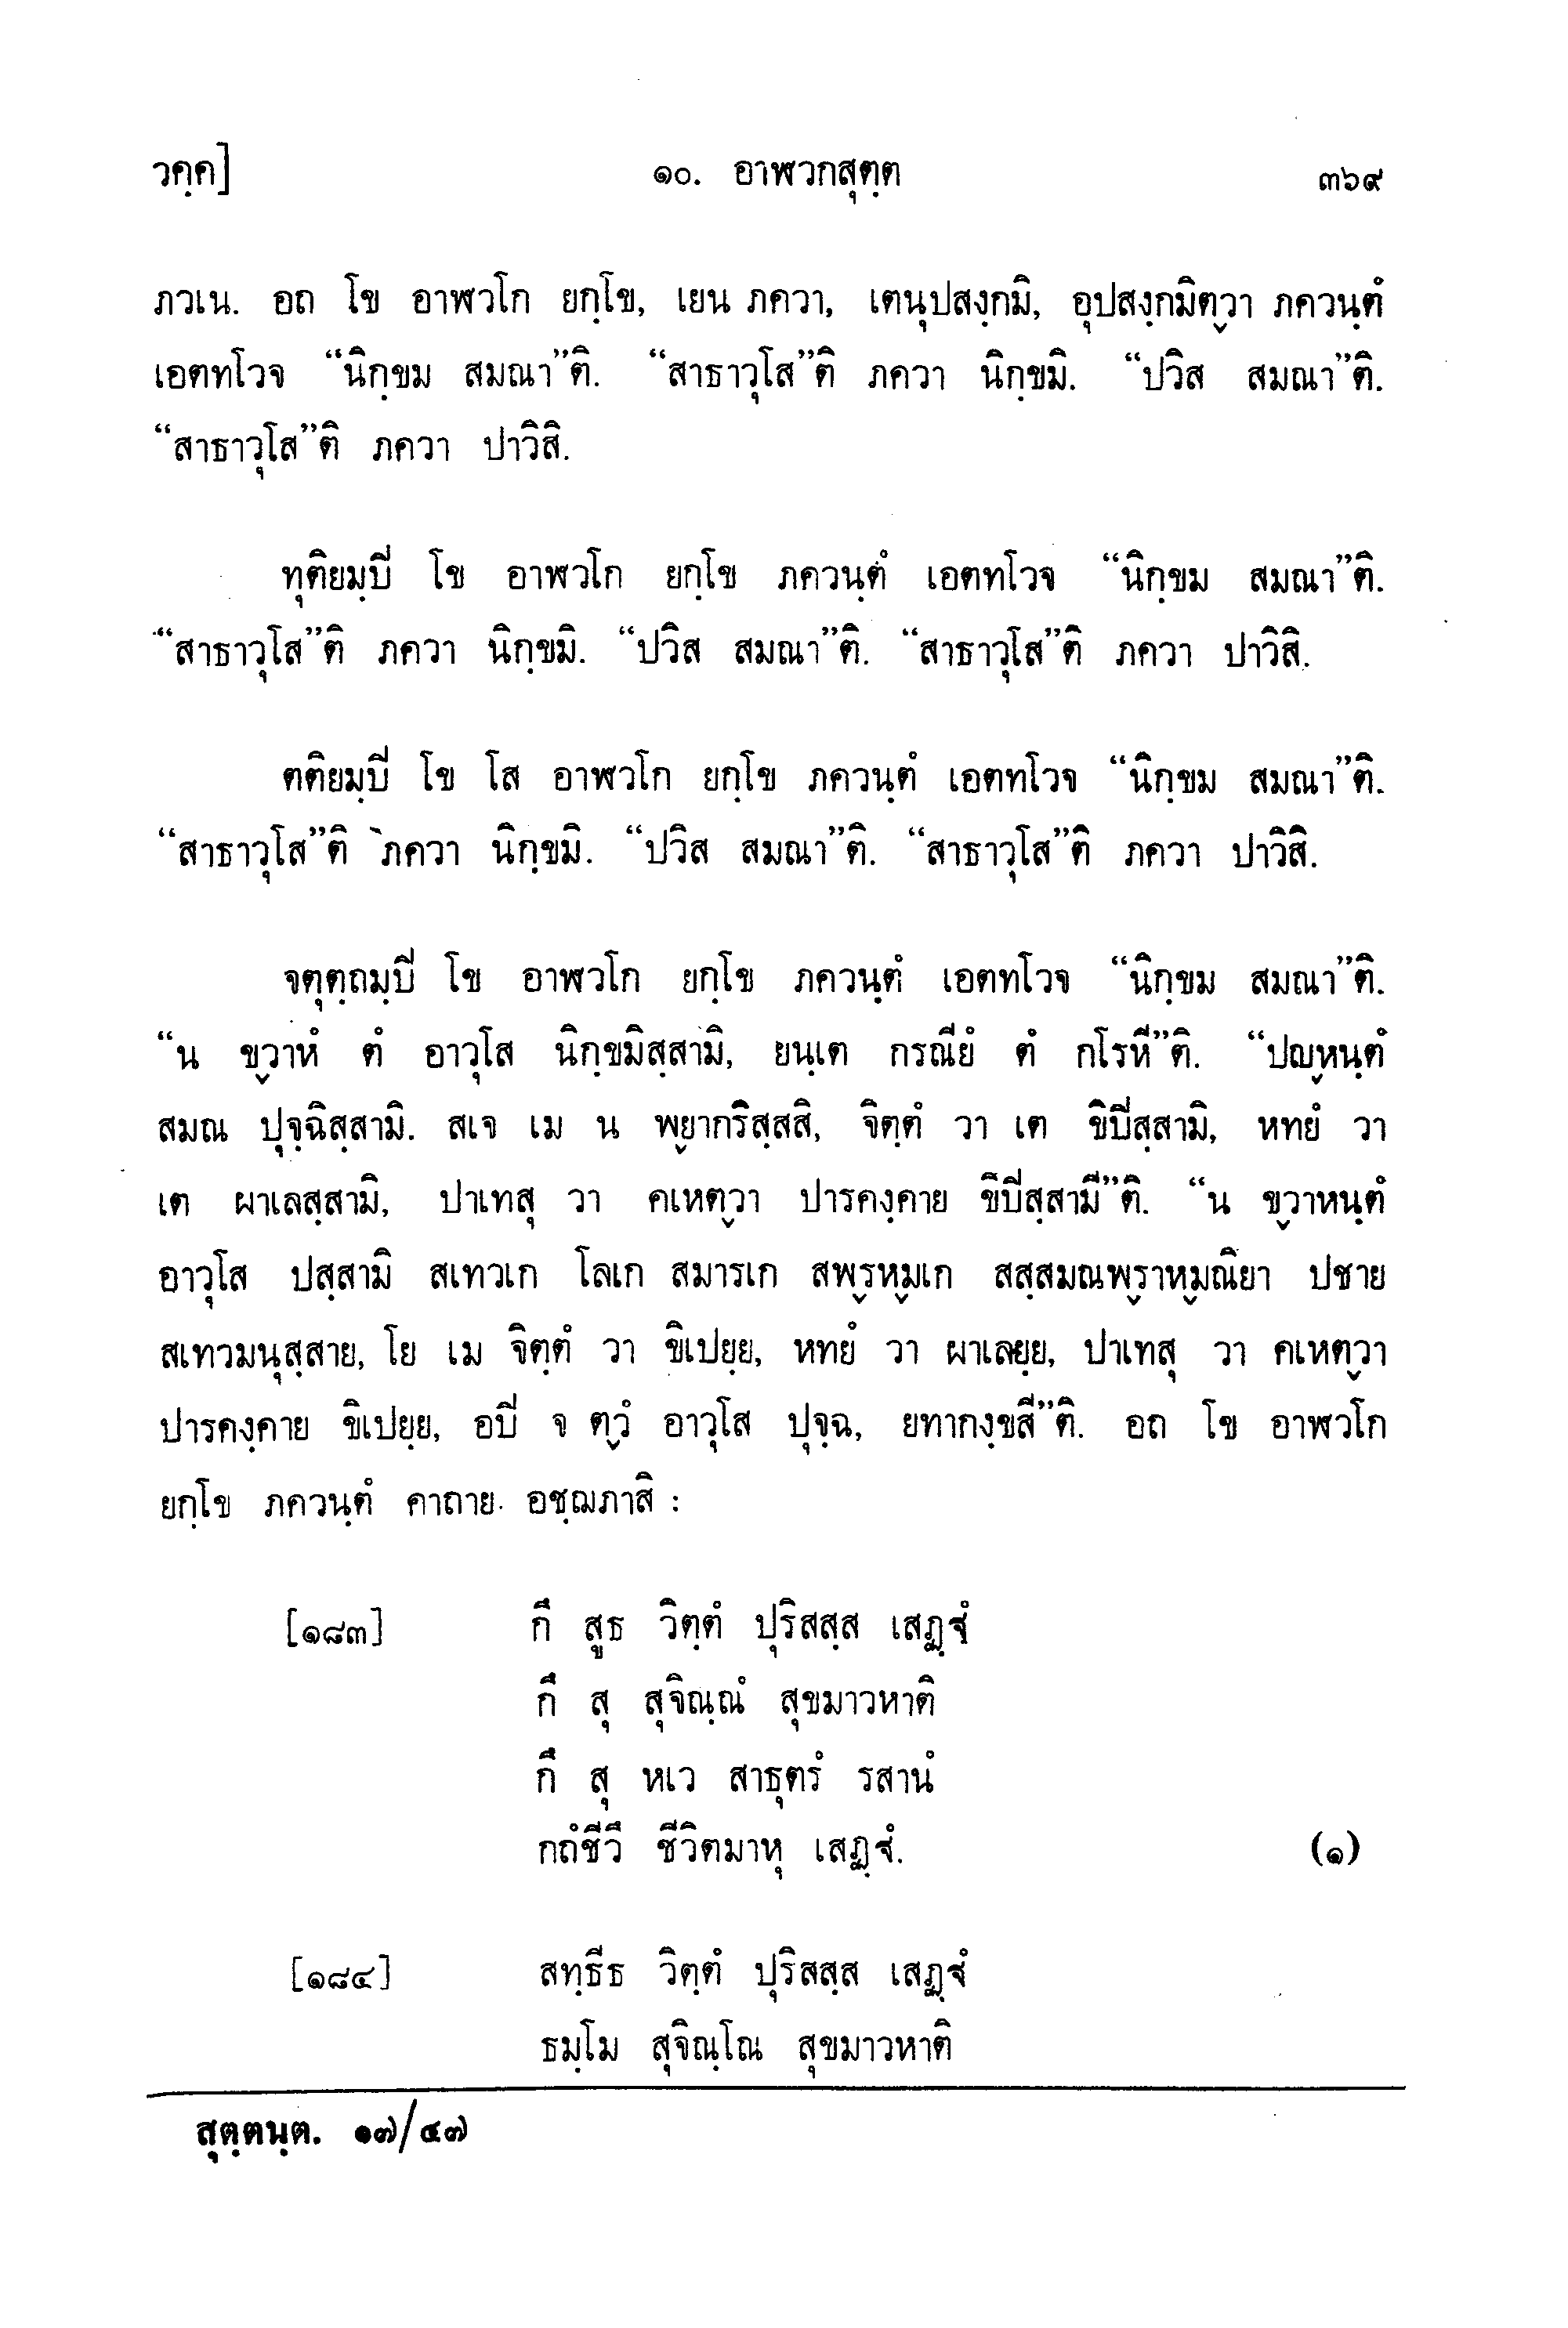 วคฺค]
๑๐. อาฬวกสุตฺต
๓๖๙
ภวเน. อถ โข อาฬวโก ยกฺโข, เยน ภควา, เตนุปสงฺกมิ, อุปสงฺกมิตฺวา ภควนฺตํ
เอตทโวจ “นิกฺขม สมณา”ติ. “สาธาวุโส”ติ ภควา นิกฺขมิ. “ปวิส สมณา”ติ.
“สาธาวุโส”ติ ภควา ปาวิสิ.
ทุติยมฺปิ โข อาฬวโก ยกฺโข ภควนฺตํ เอตทโวจ “นิกฺขม สมณา”ติ.
“สาธาวุโส”ติ ภควา นิกฺขมิ. “ปวิส สมณา”ติ. “สาธาวุโส”ติ ภควา ปาวิสิ.
ตติยมฺปิ โข โส อาฬวโก ยกฺโข ภควนฺตํ เอตทโวจ “นิกฺขม สมณา”ติ.
“สาธาวุโส”ติ ภควา นิกฺขมิ. “ปวิส สมณา”ติ. “สาธาวุโส”ติ ภควา ปาวิสิ.
จตุตฺถมฺปิ โข อาฬวโก ยกฺโข ภควนฺตํ เอตทโวจ “นิกฺขม สมณา”ติ.
“น ขฺวาหํ ตํ อาวุโส นิกฺขมิสฺสามิ, ยนฺเต กรณียํ ตํ กโรหี”ติ. “ปญฺหนฺตํ
สมณ ปุจฺฉิสฺสามิ. สเจ เม น พฺยากริสฺสสิ, จิตฺตํ วา เต ขิปิสฺสามิ, หทยํ วา
เต ผาเลสฺสามิ, ปาเทสุ วา คเหตฺวา ปารคงฺคาย ขิปิสฺสามี”ติ. “น ขฺวาหนฺตํ
อาวุโส ปสฺสามิ สเทวเก โลเก สมารเก สพฺรหฺมเก สสฺสมณพฺราหฺมณิยา ปชาย
สเทวมนุสฺสาย, โย เม จิตฺตํ วา ขิเปยฺย, หทยํ วา ผาเลยฺย, ปาเทสุ วา คเหตฺวา
ปารคงฺคาย ขิเปยฺย, อปิ จ ตฺวํ อาวุโส ปุจฺฉ, ยทากงฺขสี”ติ. อถ โข อาฬวโก
ยกฺโข ภควนฺตํ คาถาย อชฺฌภาสิ :
[๑๘๓] กึ สูธ วิตฺตํ ปุริสสฺส เสฏฺฐํ
กึ สุ สุจิณฺณํ สุขมาวหาติ
กึ สุ หเว สาธุตรํ รสานํ
กถํชีวึ ชีวิตมาหุ เสฏฺฐํ. (๑)
[๑๘๔] สทฺธีธ วิตฺตํ ปุริสสฺส เสฏฺฐํ
ธมฺโม สุจิณฺโณ สุขมาวหาติ
สุตฺตนฺต. ๑๗/๔๗